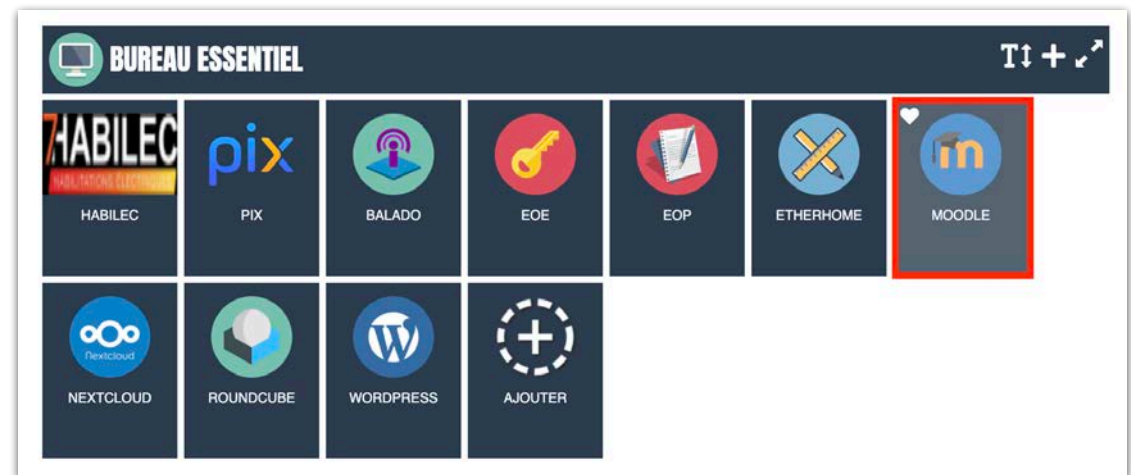 BUREAU ESSENTIEL
HABILEC
HABILITATIONS ELECTRIQUES
pix
m
HABILEC
PIX
BALADO
EOE
EOP
ETHERHOME
MOODLE
Nextcloud
W
NEXTCLOUD
ROUNDCUBE
WORDPRESS
AJOUTER